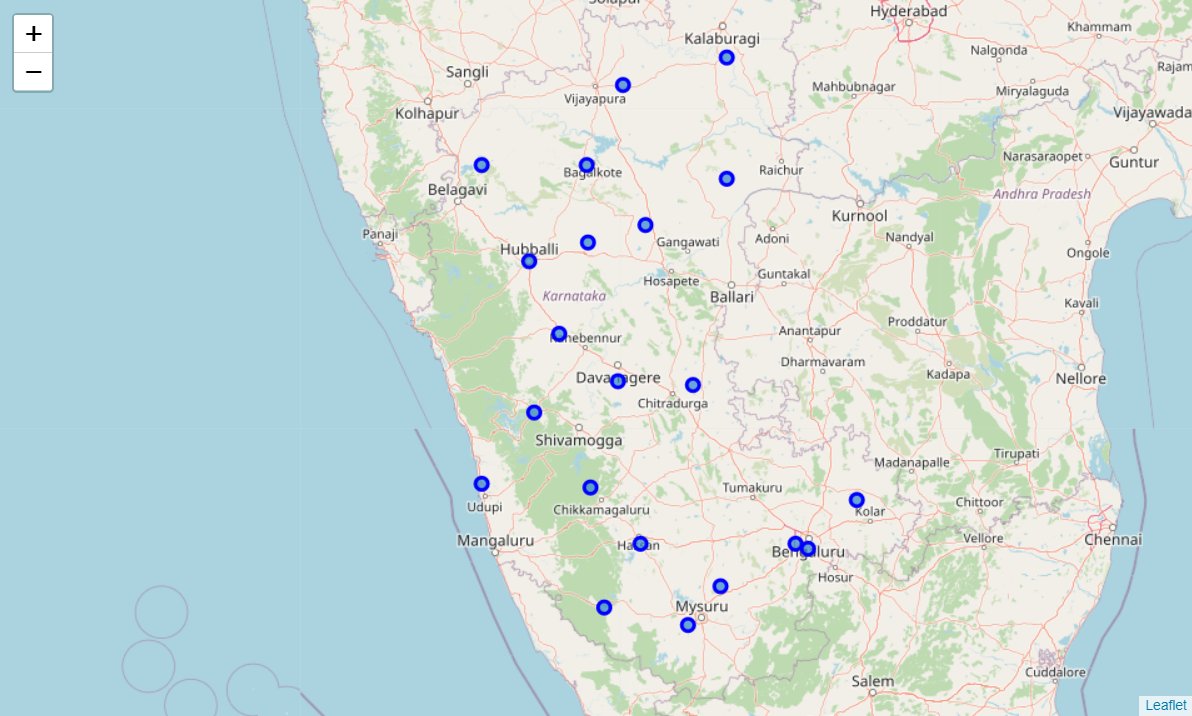 +
−
Solapur
Hyderabad
Khammam
Kalaburagi
Nalgonda
Sangli
Rajam
Mahbubnagar
Miryalaguda
Vijayapura
Kolhapur
Vijayawada
Narasaraopet
Guntur
Raichur
Bagalkote
Belagavi
Andhra Pradesh
Kurnool
Panaji
Adoni
Nandyal
Gangawati
Hubballi
Ongole
Guntakal
Hosapete
Karnataka
Ballari
Kavali
Proddatur
Anantapur
Ranebennur
Dharmavaram
Kadapa
Davanagere
Nellore
Chitradurga
Shivamogga
Tirupati
Madanapalle
Tumakuru
Chittoor
Udupi
Chikkamagaluru
Kolar
Vellore
Chennai
Mangaluru
Hassan
Bengaluru
Hosur
Mysuru
Cuddalore
Salem
Leaflet